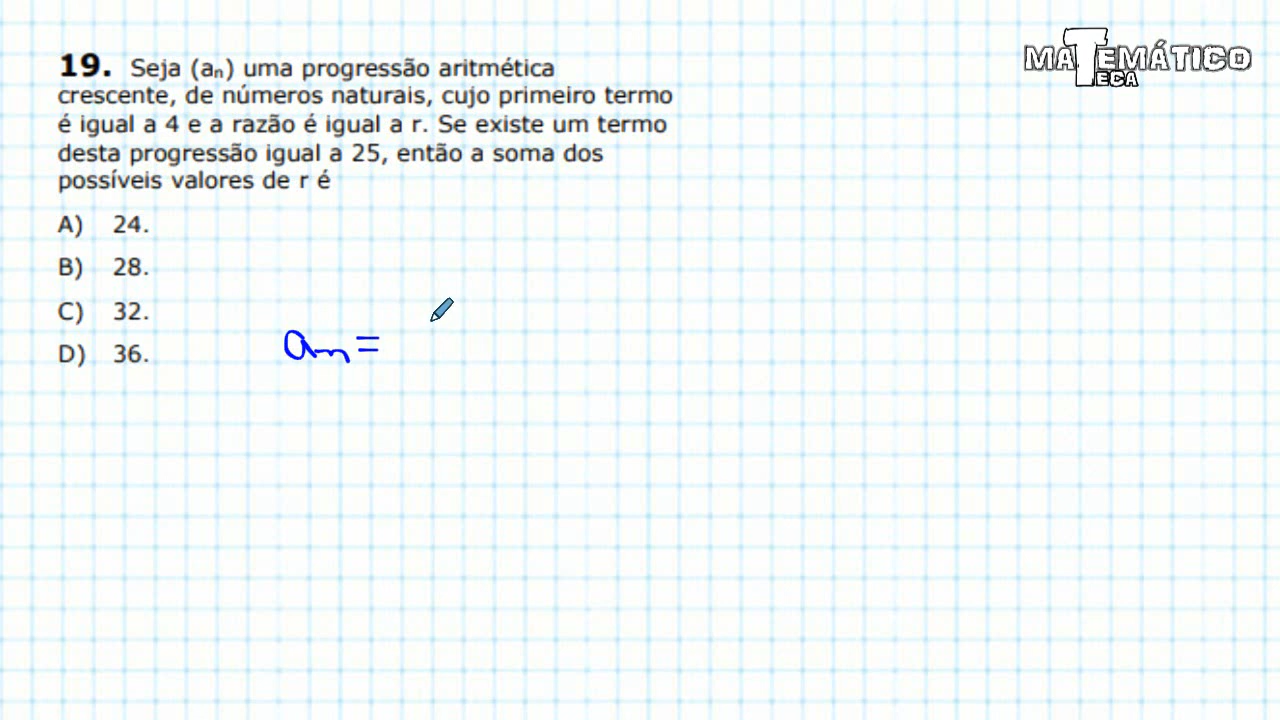 MATEMÁTICO
TECA
19. Seja (aₙ) uma progressão aritmética
crescente, de números naturais, cujo primeiro termo
é igual a 4 e a razão é igual a r. Se existe um termo
desta progressão igual a 25, então a soma dos
possíveis valores de r é
A) 24.
B) 28.
C) 32.
D) 36.
aₙ =